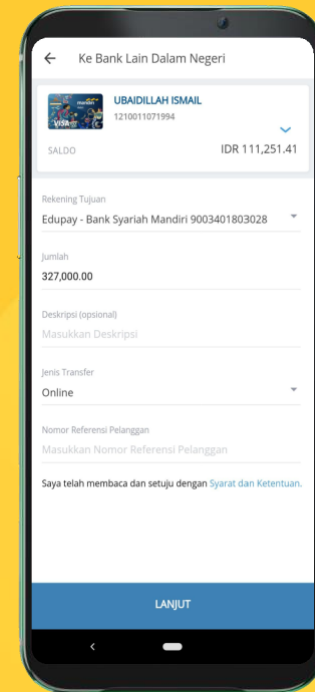 Ke Bank Lain Dalam Negeri
mandiri
VISA
UBAIDILLAH ISMAIL
1210011071994
SALDO
IDR 111,251.41
Rekening Tujuan
Edupay - Bank Syariah Mandiri 9003401803028
Jumlah
327,000.00
Deskripsi (opsional)
Masukkan Deskripsi
Jenis Transfer
Online
Nomor Referensi Pelanggan
Masukkan Nomor Referensi Pelanggan
Saya telah membaca dan setuju dengan Syarat dan Ketentuan.
LANJUT